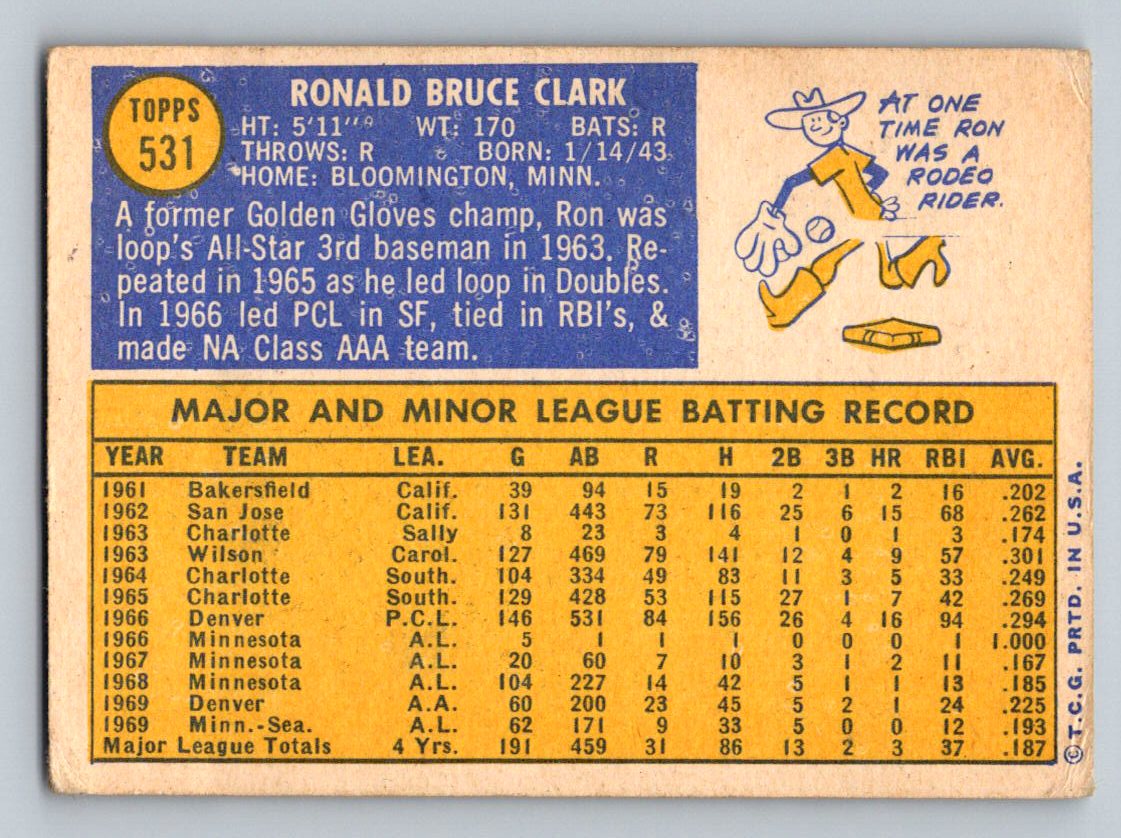 TOPPS
531
RONALD BRUCE CLARK
HT: 5'11" WT: 170 BATS: R
THROWS: R BORN: 1/14/43
HOME: BLOOMINGTON, MINN.
A former Golden Gloves champ, Ron was
loop's All-Star 3rd baseman in 1963. Re-
peated in 1965 as he led loop in Doubles.
In 1966 led PCL in SF, tied in RBI's, &
made NA Class AAA team.
AT ONE
TIME RON
WAS A
RODEO
RIDER.
MAJOR AND MINOR LEAGUE BATTING RECORD
YEAR TEAM LEA. G AB R H 2B 3B HR RBI AVG.
1961 Bakersfield Calif. 39 94 15 19 2 1 2 16 .202
1962 San Jose Calif. 131 443 73 116 25 6 15 68 .262
1963 Charlotte Sally 8 23 3 4 1 0 1 3 .174
1963 Wilson Carol. 127 469 79 141 12 4 9 57 .301
1964 Charlotte South. 104 334 49 83 11 3 5 33 .249
1965 Charlotte South. 129 428 53 115 27 1 7 42 .269
1966 Denver P.C.L. 146 531 84 156 26 4 16 94 .294
1966 Minnesota A.L. 5 1 1 1 0 0 0 1 1.000
1967 Minnesota A.L. 20 60 7 10 3 1 2 11 .167
1968 Minnesota A.L. 104 227 14 42 5 1 1 13 .185
1969 Denver A.A. 60 200 23 45 5 2 1 24 .225
1969 Minn.-Sea. A.L. 62 171 9 33 5 0 0 12 .193
Major League Totals 4 Yrs. 191 459 31 86 13 2 3 37 .187
© T.C.G. PRTD. IN U.S.A.